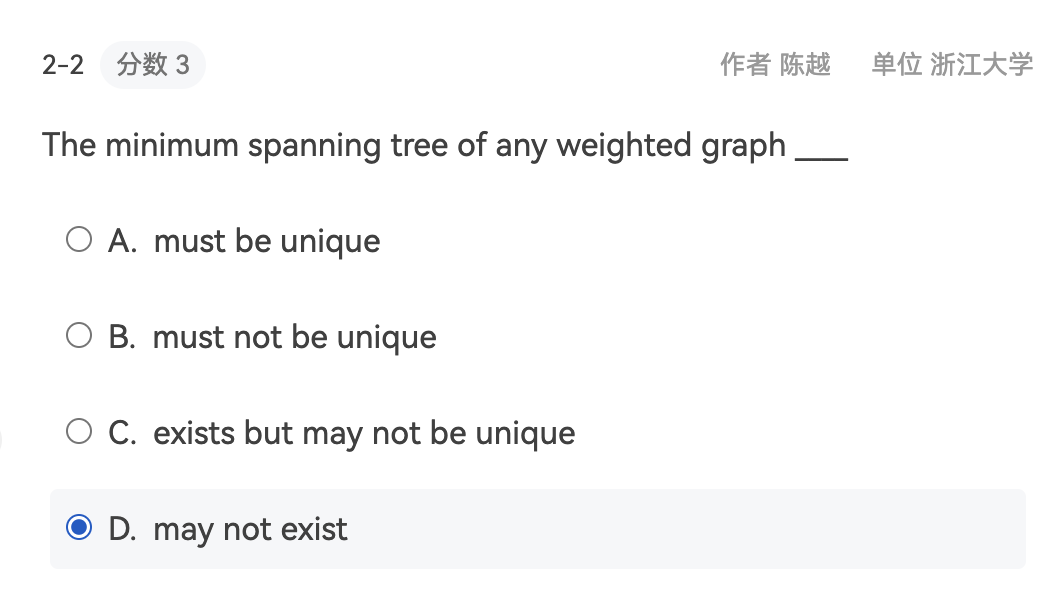 2-2 分数 3 作者 陈越 单位 浙江大学
The minimum spanning tree of any weighted graph ____
A. must be unique
B. must not be unique
C. exists but may not be unique
D. may not exist